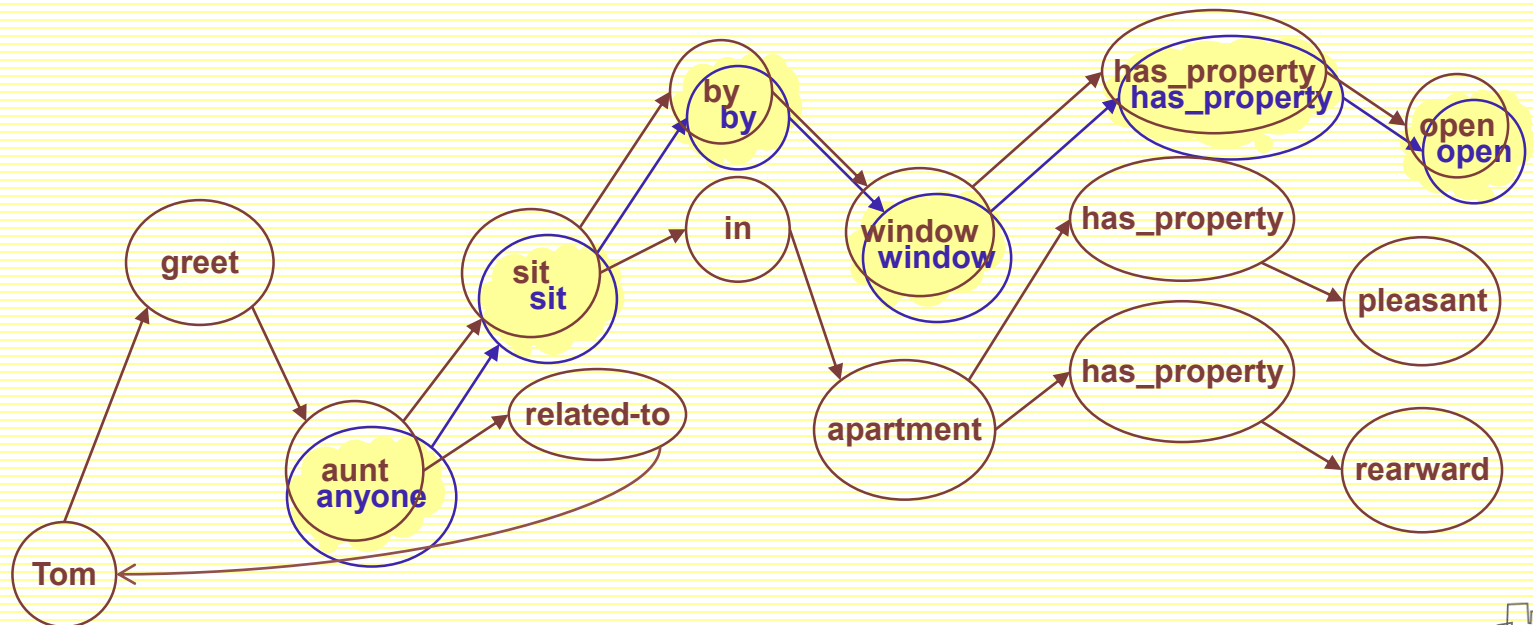 has_property
has_property
by
by
open
open
has_property
in
window
window
greet
sit
sit
pleasant
has_property
related-to
apartment
aunt
anyone
rearward
Tom